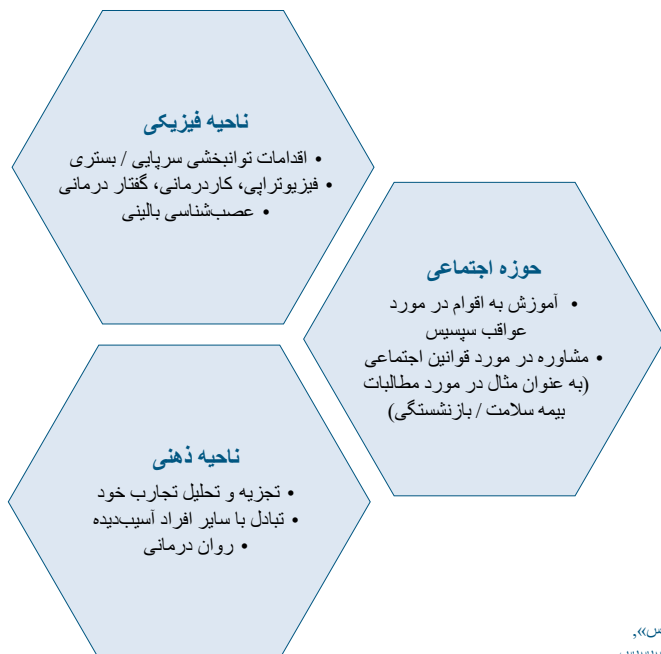 ناحیه فیزیکی
• اقدامات توانبخشی سرپایی / بستری
• فیزیوتراپی، کاردرمانی، گفتار درمانی
• عصب‌شناسی بالینی
حوزه اجتماعی
• آموزش به اقوام در مورد
عواقب سپسیس
• مشاوره در مورد قوانین اجتماعی
(به عنوان مثال در مورد مطالبات
بیمه سلامت / بازنشستگی)
ناحیه ذهنی
• تجزیه و تحلیل تجارب خود
• تبادل با سایر افراد آسیب‌دیده
• روان درمانی